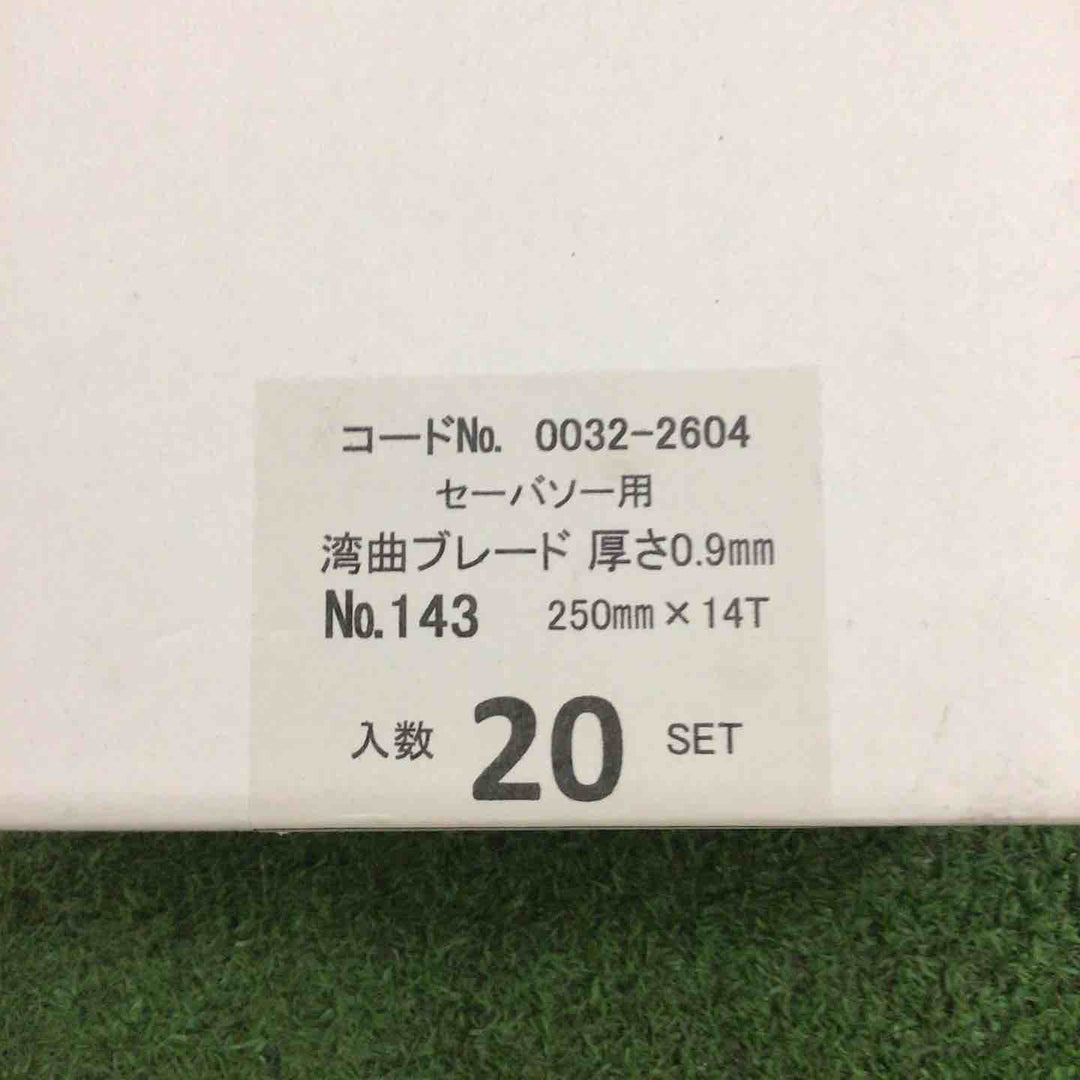 コードNo. 0032-2604
セーバソー用
湾曲ブレード 厚さ0.9mm
No.143 250mm×14T
入数 20 SET